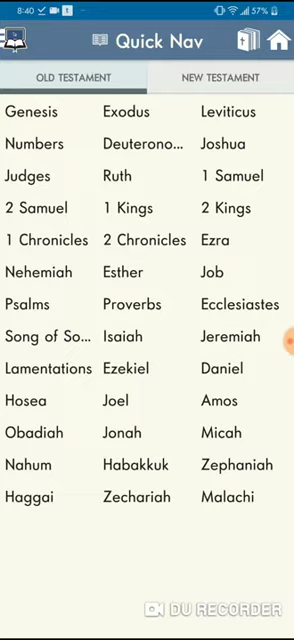 8:40 57%
Quick Nav
OLD TESTAMENT NEW TESTAMENT
Genesis Exodus Leviticus
Numbers Deuterono... Joshua
Judges Ruth 1 Samuel
2 Samuel 1 Kings 2 Kings
1 Chronicles 2 Chronicles Ezra
Nehemiah Esther Job
Psalms Proverbs Ecclesiastes
Song of So... Isaiah Jeremiah
Lamentations Ezekiel Daniel
Hosea Joel Amos
Obadiah Jonah Micah
Nahum Habakkuk Zephaniah
Haggai Zechariah Malachi
DU RECORDER